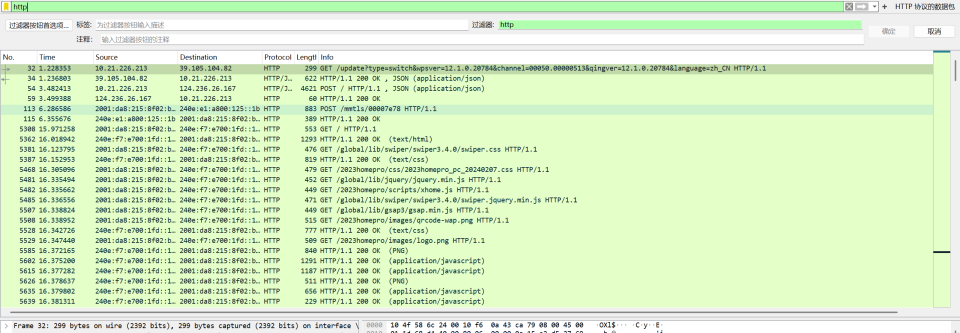 http + HTTP 协议的数据包
过滤器按钮首选项... 标签: 为过滤器按钮输入描述 过滤器: http 确定 取消
注释: 输入过滤器按钮的注释
No. Time Source Destination Protocol Length Info
32 1.228353 10.21.226.213 39.105.104.82 HTTP 299 GET /update?type=switch&wpsver=12.1.0.20784&channel=00050.00000513&qingver=12.1.0.20784&language=zh_CN HTTP/1.1
34 1.236803 39.105.104.82 10.21.226.213 HTTP/J… 622 HTTP/1.1 200 OK , JSON (application/json)
54 3.482413 10.21.226.213 124.236.26.167 HTTP/J… 4621 POST / HTTP/1.1 , JSON (application/json)
59 3.499388 124.236.26.167 10.21.226.213 HTTP 60 HTTP/1.1 200 OK
113 6.286586 2001:da8:215:8f02:b… 240e:e1:a800:125::1b HTTP 883 POST /mmtls/00007e78 HTTP/1.1
115 6.355676 240e:e1:a800:125::1b 2001:da8:215:8f02:b… HTTP 389 HTTP/1.1 200 OK
5308 15.971258 2001:da8:215:8f02:b… 240e:f7:e700:1fd::1… HTTP 553 GET / HTTP/1.1
5362 16.018942 240e:f7:e700:1fd::1… 2001:da8:215:8f02:b… HTTP 1293 HTTP/1.1 200 OK (text/html)
5381 16.123795 2001:da8:215:8f02:b… 240e:f7:e700:1fd::1… HTTP 476 GET /global/lib/swiper/swiper3.4.0/swiper.css HTTP/1.1
5387 16.152953 240e:f7:e700:1fd::1… 2001:da8:215:8f02:b… HTTP 819 HTTP/1.1 200 OK (text/css)
5468 16.305096 2001:da8:215:8f02:b… 240e:f7:e700:1fd::1… HTTP 479 GET /2023homepro/css/2023homepro_pc_20240207.css HTTP/1.1
5481 16.335494 2001:da8:215:8f02:b… 240e:f7:e700:1fd::1… HTTP 452 GET /global/lib/jquery/jquery.min.js HTTP/1.1
5482 16.335662 2001:da8:215:8f02:b… 240e:f7:e700:1fd::1… HTTP 449 GET /2023homepro/scripts/xhome.js HTTP/1.1
5485 16.336556 2001:da8:215:8f02:b… 240e:f7:e700:1fd::1… HTTP 471 GET /global/lib/swiper/swiper3.4.0/swiper.jquery.min.js HTTP/1.1
5507 16.338824 2001:da8:215:8f02:b… 240e:f7:e700:1fd::1… HTTP 449 GET /global/lib/gsap3/gsap.min.js HTTP/1.1
5508 16.338952 2001:da8:215:8f02:b… 240e:f7:e700:1fd::1… HTTP 515 GET /2023homepro/images/qrcode-wap.png HTTP/1.1
5528 16.342726 240e:f7:e700:1fd::1… 2001:da8:215:8f02:b… HTTP 777 HTTP/1.1 200 OK (text/css)
5529 16.347440 2001:da8:215:8f02:b… 240e:f7:e700:1fd::1… HTTP 509 GET /2023homepro/images/logo.png HTTP/1.1
5585 16.372165 240e:f7:e700:1fd::1… 2001:da8:215:8f02:b… HTTP 840 HTTP/1.1 200 OK (PNG)
5602 16.375200 240e:f7:e700:1fd::1… 2001:da8:215:8f02:b… HTTP 1291 HTTP/1.1 200 OK (application/javascript)
5615 16.377282 240e:f7:e700:1fd::1… 2001:da8:215:8f02:b… HTTP 1187 HTTP/1.1 200 OK (application/javascript)
5626 16.378637 240e:f7:e700:1fd::1… 2001:da8:215:8f02:b… HTTP 511 HTTP/1.1 200 OK (PNG)
5635 16.379802 240e:f7:e700:1fd::1… 2001:da8:215:8f02:b… HTTP 656 HTTP/1.1 200 OK (application/javascript)
5639 16.381311 240e:f7:e700:1fd::1… 2001:da8:215:8f02:b… HTTP 229 HTTP/1.1 200 OK (application/javascript)
Frame 32: 299 bytes on wire (2392 bits), 299 bytes captured (2392 bits) on interface \ 0000 10 4f 58 6c 24 00 10 f6 0a 43 ca 79 08 00 45 00 ·OXl$··· ·C·y··E·